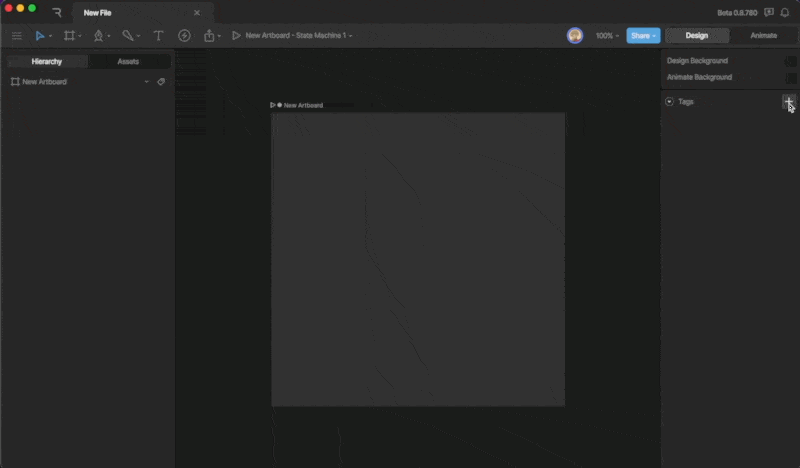 New File
Beta 0.8.780
New Artboard - State Machine 1
100%
Share
Design
Animate
Hierarchy
Assets
Design Background
New Artboard
Animate Background
Tags
New Artboard